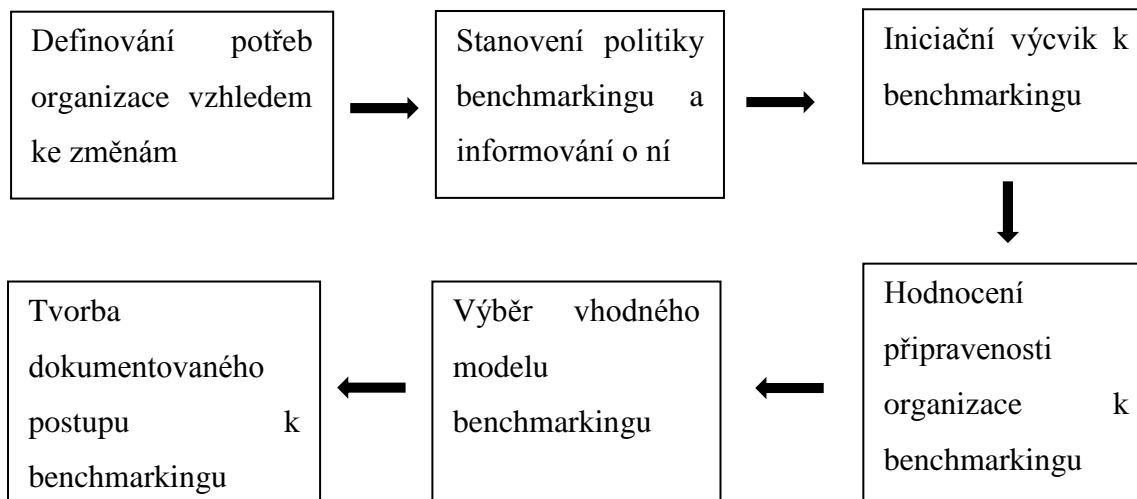 Definování potřeb
organizace vzhledem
ke změnám
Stanovení politiky
benchmarkingu a
informování o ní
Iniciační výcvik k
benchmarkingu
Hodnocení
připravenosti
organizace k
benchmarkingu
Výběr vhodného
modelu
benchmarkingu
Tvorba
dokumentovaného
postupu k
benchmarkingu